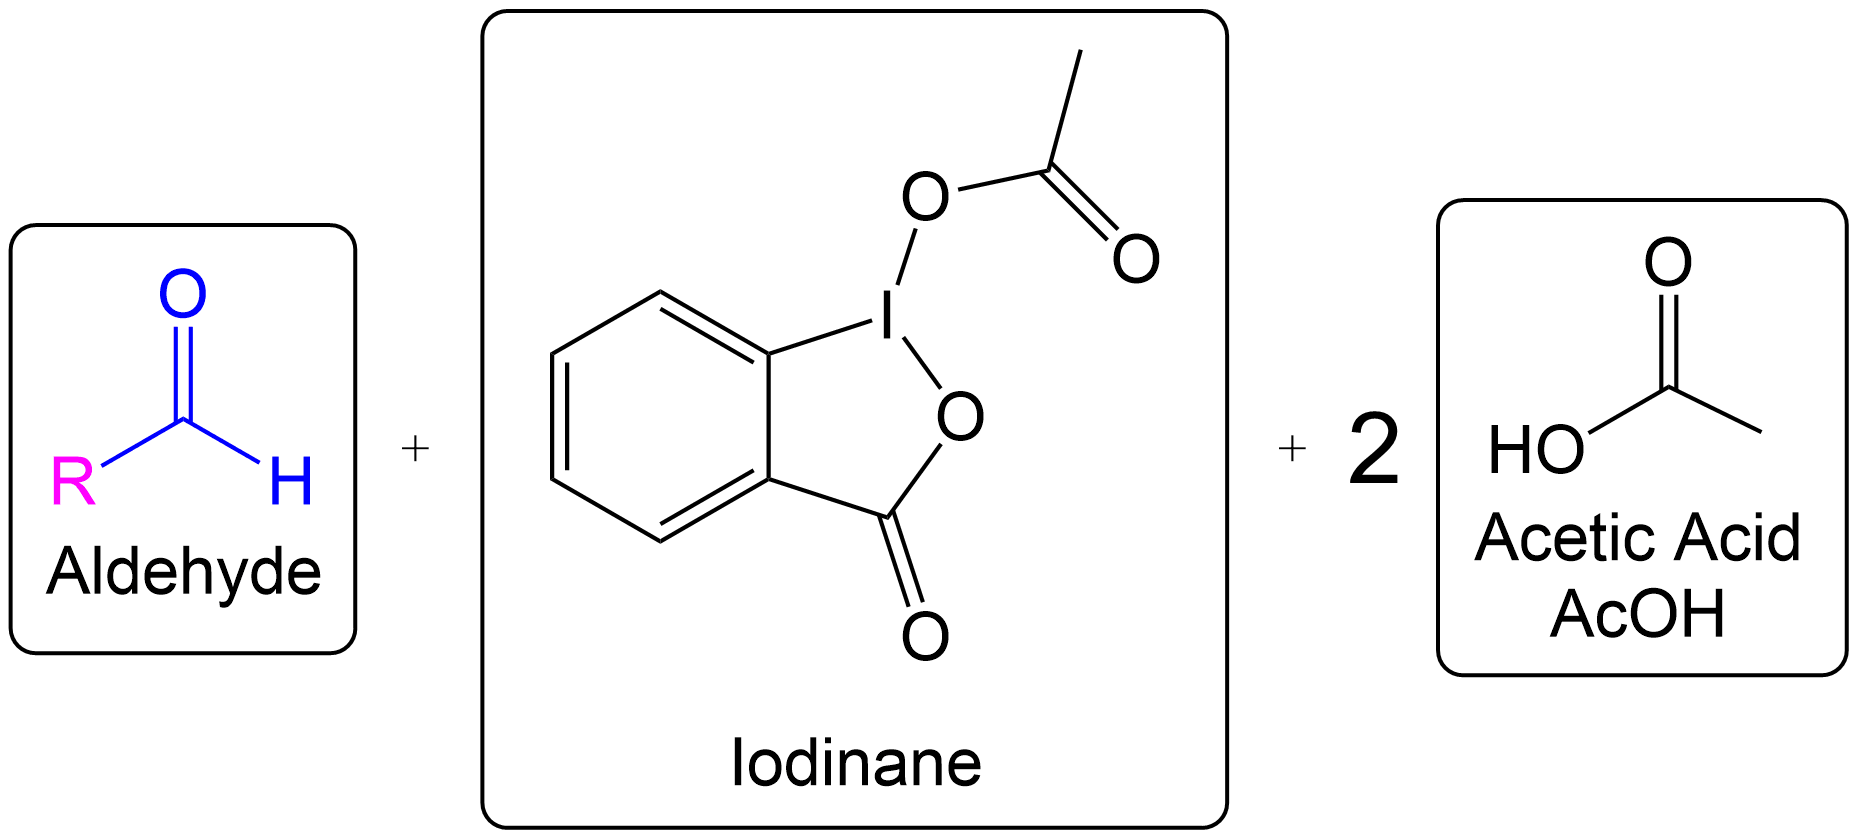 O
R
H
Aldehyde
+
O
O
I
O
O
Iodinane
+
2
O
HO
Acetic Acid
AcOH